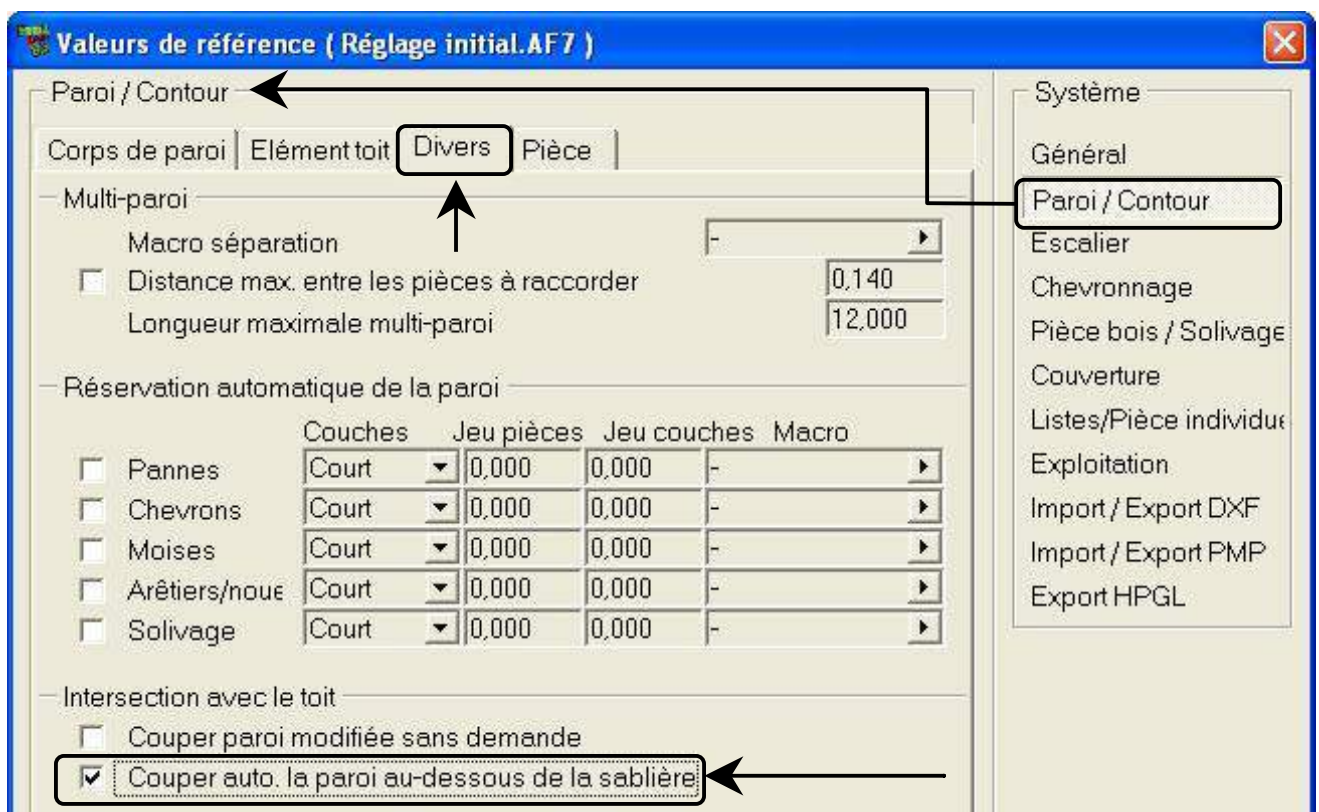 Valeurs de référence ( Réglage initial.AF7 )
Paroi / Contour
Corps de paroi Elément toit Divers Pièce
Multi-paroi
Macro séparation -
Distance max. entre les pièces à raccorder 0,140
Longueur maximale multi-paroi 12,000
Réservation automatique de la paroi
Couches Jeu pièces Jeu couches Macro
Pannes Court 0,000 0,000 -
Chevrons Court 0,000 0,000 -
Moises Court 0,000 0,000 -
Arêtiers/noue Court 0,000 0,000 -
Solivage Court 0,000 0,000 -
Intersection avec le toit
Couper paroi modifiée sans demande
Couper auto. la paroi au-dessous de la sablière
Système
Général
Paroi / Contour
Escalier
Chevronnage
Pièce bois / Solivage
Couverture
Listes/Pièce individue
Exploitation
Import / Export DXF
Import / Export PMP
Export HPGL